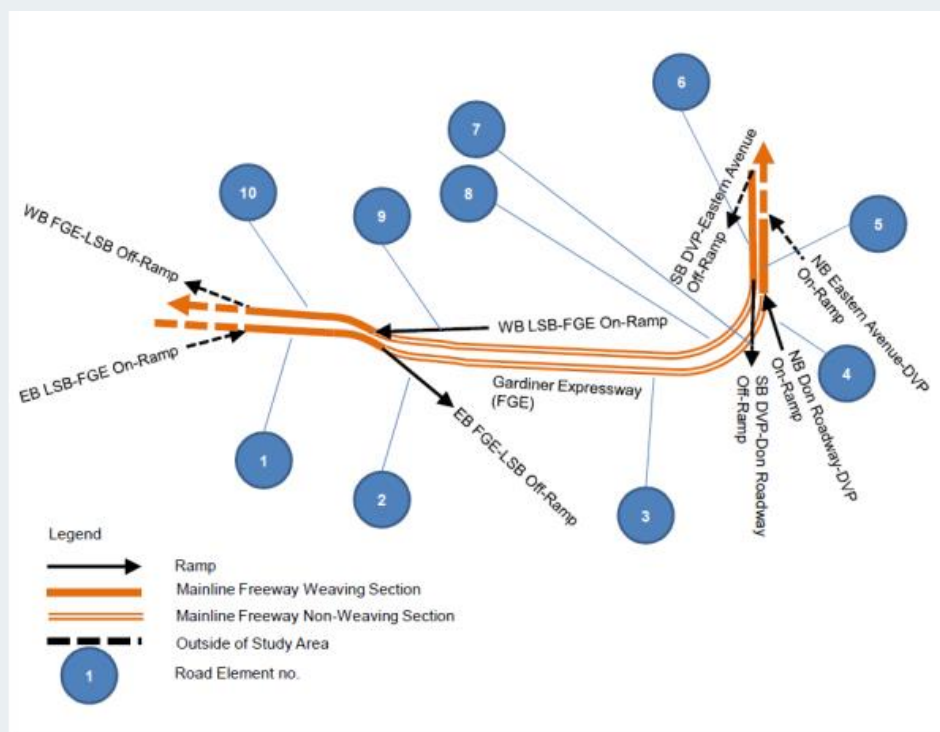 6
7
8
10
9
5
4
1
2
3
WB FGE-LSB Off-Ramp
EB LSB-FGE On-Ramp
WB LSB-FGE On-Ramp
Gardiner Expressway
(FGE)
EB FGE-LSB Off-Ramp
SB DVP-Eastern Avenue
Off-Ramp
NB Eastern Avenue-DVP
On-Ramp
SB DVP-Don Roadway
Off-Ramp
NB Don Roadway-DVP
On-Ramp
Legend
Ramp
Mainline Freeway Weaving Section
Mainline Freeway Non-Weaving Section
Outside of Study Area
1
Road Element no.